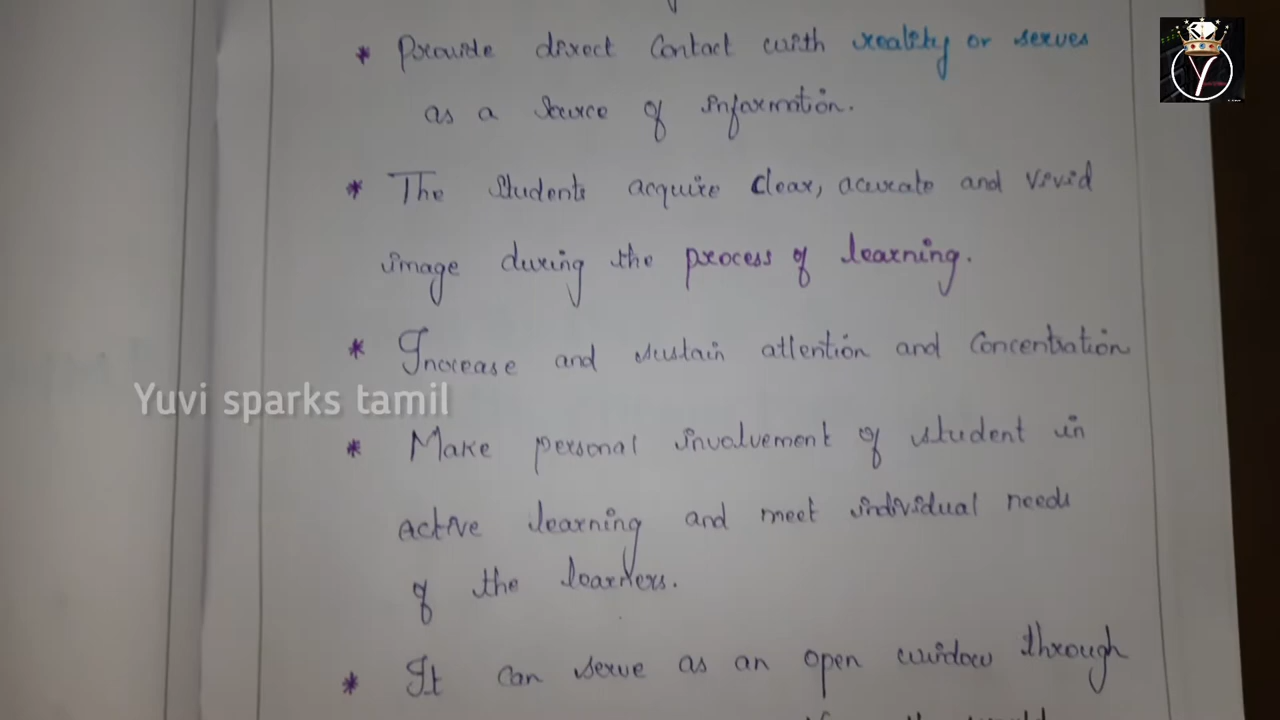 * Provide direct Contact with reality or serves
as a source of information.
* The students acquire clear, acurate and vivid
image during the process of learning.
* Increase and sustain attention and concentration
Yuvi sparks tamil
* Make personal involvement of student in
active learning and meet individual needs
of the learners.
* It can serve as an open window through
Y